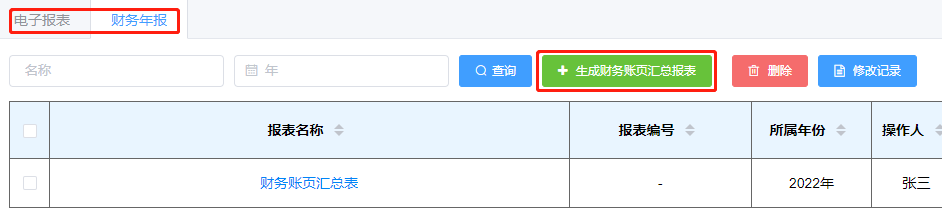 电子报表 财务年报
名称 年 查询 生成财务账页汇总报表 删除 修改记录
报表名称 报表编号 所属年份 操作人
财务账页汇总表 - 2022年 张三